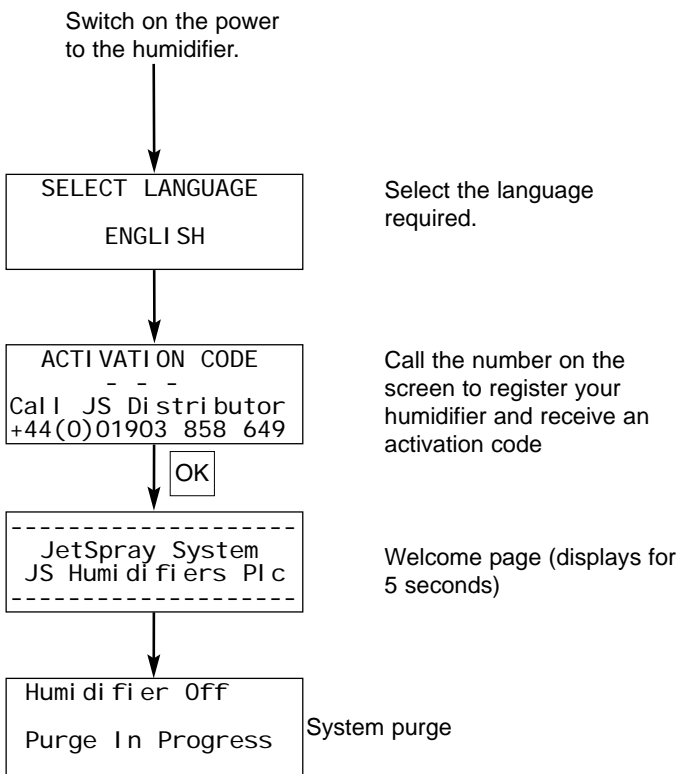 Switch on the power
to the humidifier.
SELECT LANGUAGE
ENGLISH
Select the language
required.
ACTIVATION CODE
- - -
Call JS Distributor
+44(0)01903 858 649
Call the number on the
screen to register your
humidifier and receive an
activation code
OK
--------------------
JetSpray System
JS Humidifiers Plc
--------------------
Welcome page (displays for
5 seconds)
Humidifier Off
Purge In Progress
System purge